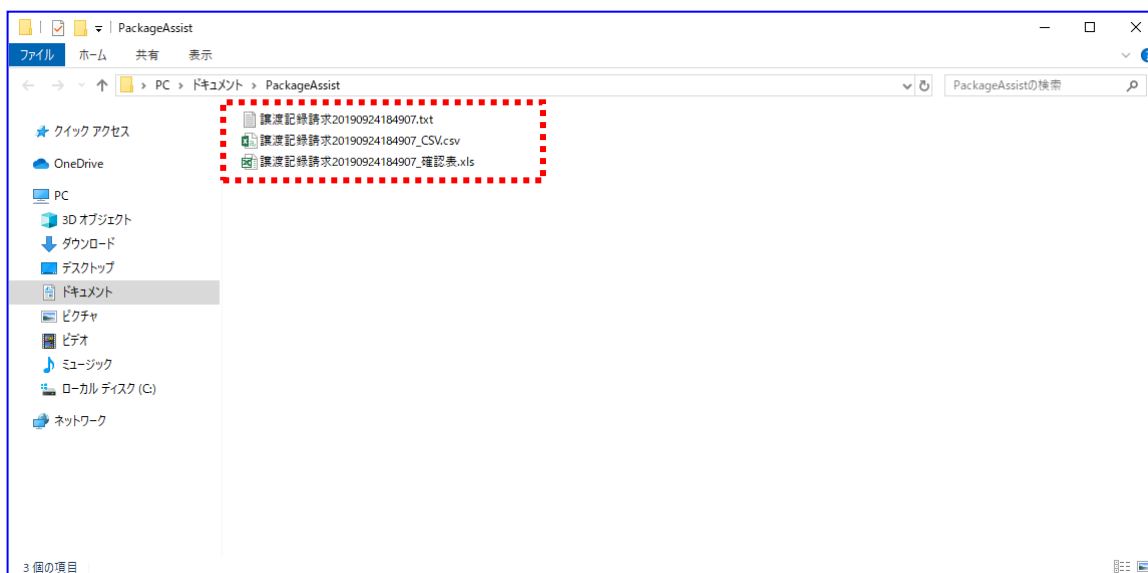 PackageAssist
ファイル ホーム 共有 表示
PC › ドキュメント › PackageAssist
PackageAssistの検索
クイック アクセス
OneDrive
PC
3D オブジェクト
ダウンロード
デスクトップ
ドキュメント
ピクチャ
ビデオ
ミュージック
ローカル ディスク (C:)
ネットワーク
譲渡記録請求20190924184907.txt
譲渡記録請求20190924184907_CSV.csv
譲渡記録請求20190924184907_確認表.xls
3 個の項目